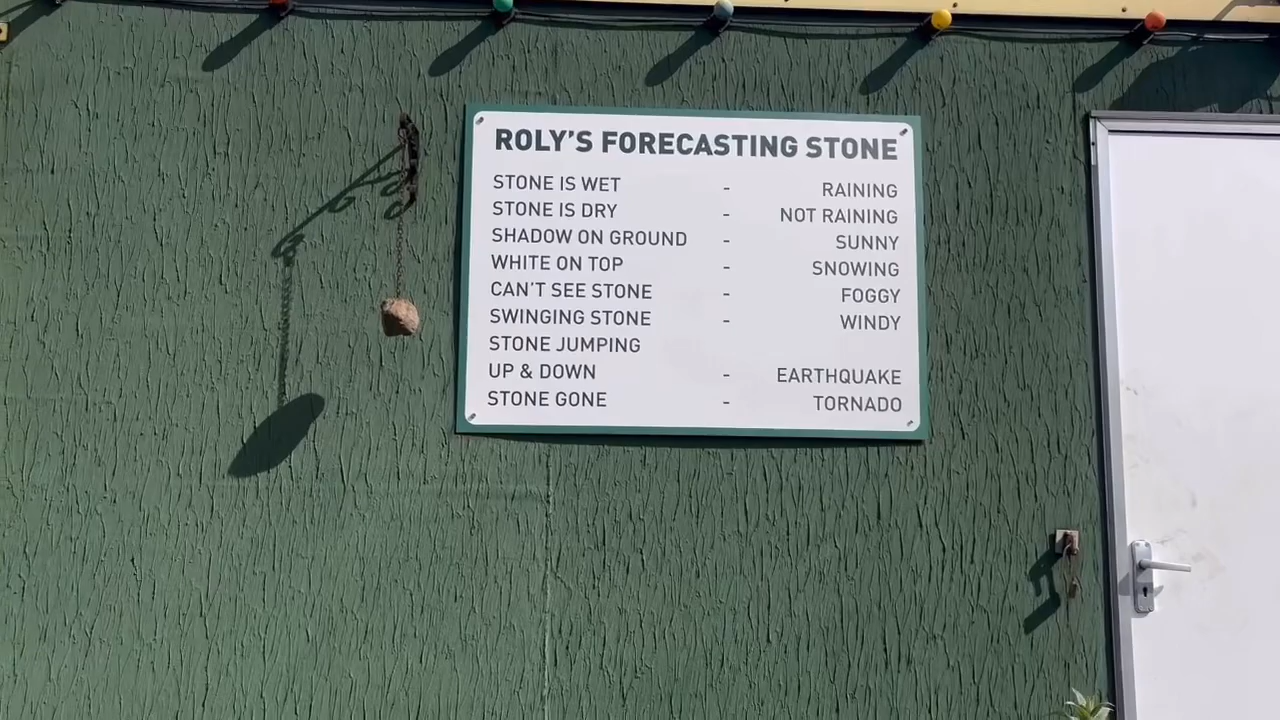 ROLY'S FORECASTING STONE
STONE IS WET - RAINING
STONE IS DRY - NOT RAINING
SHADOW ON GROUND - SUNNY
WHITE ON TOP - SNOWING
CAN'T SEE STONE - FOGGY
SWINGING STONE - WINDY
STONE JUMPING
UP & DOWN - EARTHQUAKE
STONE GONE - TORNADO